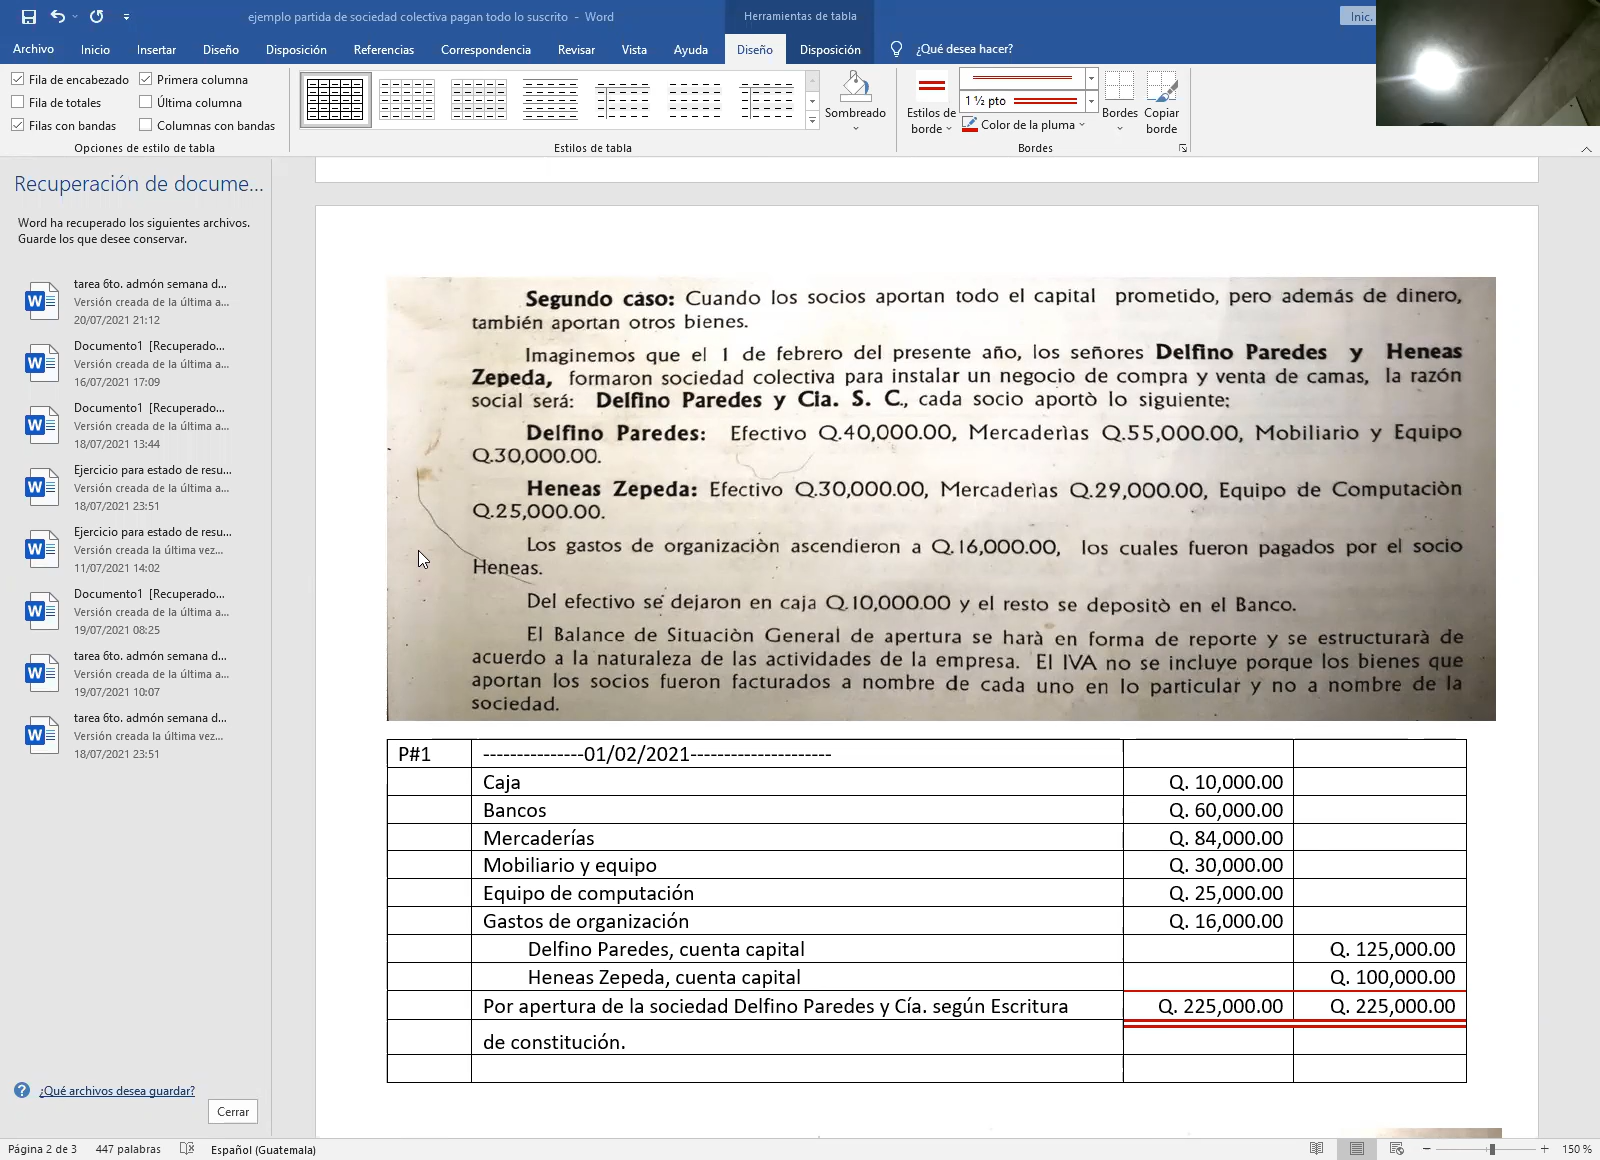 ejemplo partida de sociedad colectiva pagan todo lo suscrito - Word
Herramientas de tabla
Inic.
Archivo Inicio Insertar Diseño Disposición Referencias Correspondencia Revisar Vista Ayuda Diseño Disposición ¿Qué desea hacer?
Fila de encabezado Primera columna
Fila de totales Última columna
Filas con bandas Columnas con bandas
Opciones de estilo de tabla
Estilos de tabla
Sombreado
Estilos de borde
1 ½ pto
Color de la pluma
Bordes
Copiar borde
Bordes
Recuperación de docume...
Word ha recuperado los siguientes archivos.
Guarde los que desee conservar.
tarea 6to. admón semana d...
Versión creada de la última a...
20/07/2021 21:12
Documento1 [Recuperado...
Versión creada de la última a...
16/07/2021 17:09
Documento1 [Recuperado...
Versión creada de la última a...
18/07/2021 13:44
Ejercicio para estado de resu...
Versión creada de la última a...
18/07/2021 23:51
Ejercicio para estado de resu...
Versión creada la última vez...
11/07/2021 14:02
Documento1 [Recuperado...
Versión creada de la última a...
19/07/2021 08:25
tarea 6to. admón semana d...
Versión creada de la última a...
19/07/2021 10:07
tarea 6to. admón semana d...
Versión creada la última vez...
18/07/2021 23:51
¿Qué archivos desea guardar?
Cerrar
Segundo caso: Cuando los socios aportan todo el capital prometido, pero además de dinero,
también aportan otros bienes.
Imaginemos que el 1 de febrero del presente año, los señores Delfino Paredes y Heneas
Zepeda, formaron sociedad colectiva para instalar un negocio de compra y venta de camas, la razón
social será: Delfino Paredes y Cia. S. C., cada socio aportò lo siguiente:
Delfino Paredes: Efectivo Q.40,000.00, Mercaderìas Q.55,000.00, Mobiliario y Equipo
Q.30,000.00.
Heneas Zepeda: Efectivo Q.30,000.00, Mercaderìas Q.29,000.00, Equipo de Computaciòn
Q.25,000.00.
Los gastos de organizaciòn ascendieron a Q.16,000.00, los cuales fueron pagados por el socio
Heneas.
Del efectivo se dejaron en caja Q.10,000.00 y el resto se depositò en el Banco.
El Balance de Situaciòn General de apertura se harà en forma de reporte y se estructurarà de
acuerdo a la naturaleza de las actividades de la empresa. El IVA no se incluye porque los bienes que
aportan los socios fueron facturados a nombre de cada uno en lo particular y no a nombre de la
sociedad.
P#1 ---------------01/02/2021---------------------
Caja Q. 10,000.00
Bancos Q. 60,000.00
Mercaderías Q. 84,000.00
Mobiliario y equipo Q. 30,000.00
Equipo de computación Q. 25,000.00
Gastos de organización Q. 16,000.00
Delfino Paredes, cuenta capital Q. 125,000.00
Heneas Zepeda, cuenta capital Q. 100,000.00
Por apertura de la sociedad Delfino Paredes y Cía. según Escritura Q. 225,000.00 Q. 225,000.00
de constitución.
Página 2 de 3 447 palabras Español (Guatemala) 150 %